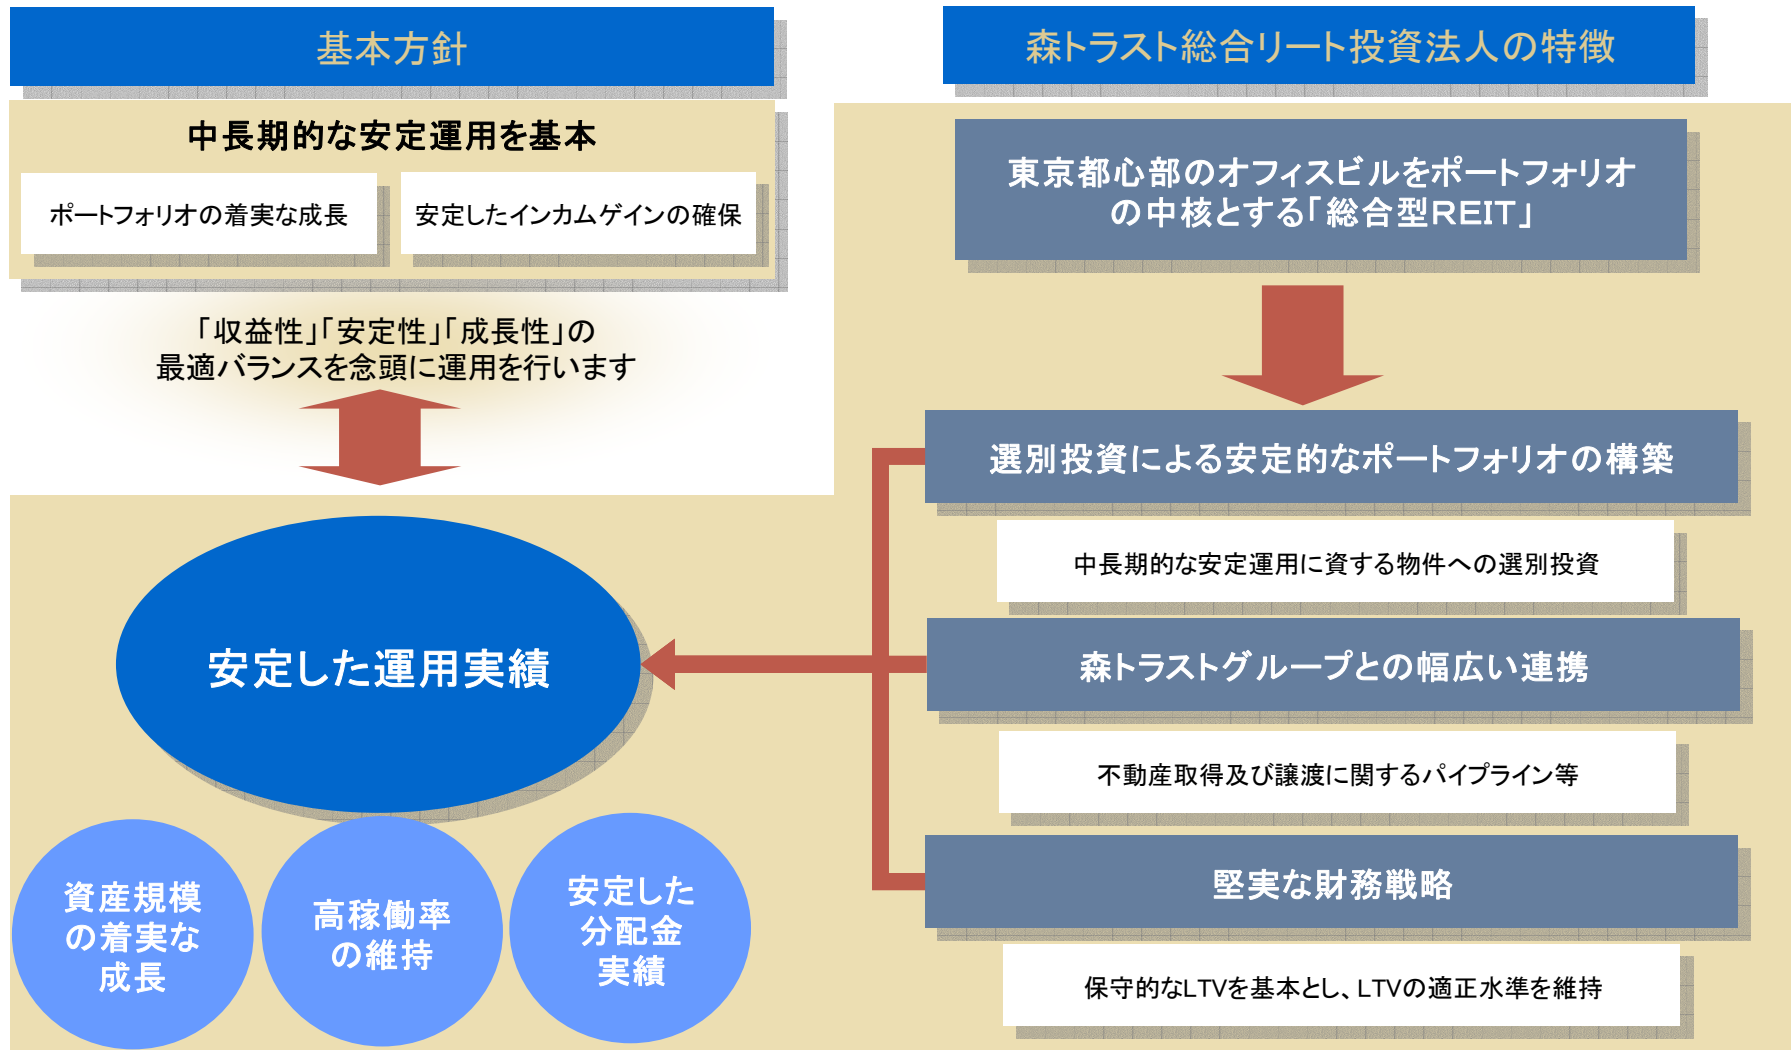 基本方針
中長期的な安定運用を基本
ポートフォリオの着実な成長
安定したインカムゲインの確保
「収益性」「安定性」「成長性」の
最適バランスを念頭に運用を行います
安定した運用実績
資産規模
の着実な
成長
高稼働率
の維持
安定した
分配金
実績
森トラスト総合リート投資法人の特徴
東京都心部のオフィスビルをポートフォリオ
の中核とする「総合型REIT」
選別投資による安定的なポートフォリオの構築
中長期的な安定運用に資する物件への選別投資
森トラストグループとの幅広い連携
不動産取得及び譲渡に関するパイプライン等
堅実な財務戦略
保守的なLTVを基本とし、LTVの適正水準を維持